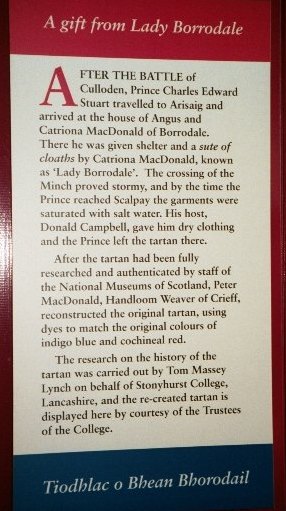 A gift from Lady Borrodale
AFTER THE BATTLE of
Culloden, Prince Charles Edward
Stuart travelled to Arisaig and
arrived at the house of Angus and
Catriona MacDonald of Borrodale.
There he was given shelter and a sute of
cloaths by Catriona MacDonald, known
as ‘Lady Borrodale’. The crossing of the
Minch proved stormy, and by the time the
Prince reached Scalpay the garments were
saturated with salt water. His host,
Donald Campbell, gave him dry clothing
and the Prince left the tartan there.
After the tartan had been fully
researched and authenticated by staff of
the National Museums of Scotland, Peter
MacDonald, Handloom Weaver of Crieff,
reconstructed the original tartan, using
dyes to match the original colours of
indigo blue and cochineal red.
The research on the history of the
tartan was carried out by Tom Massey
Lynch on behalf of Stonyhurst College,
Lancashire, and the re-created tartan is
displayed here by courtesy of the Trustees
of the College.
Tiodhlac o Bhean Bhorodail